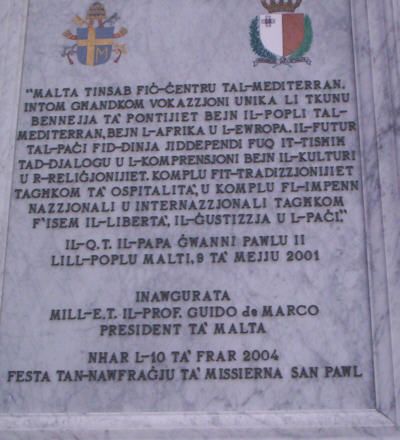 "MALTA TINSAB FIĊ-ĊENTRU TAL-MEDITERRAN.
INTOM GĦANDKOM VOKAZZJONI UNIKA LI TKUNU
BENNEJJA TA' PONTIJIET BEJN IL-POPLI TAL-
MEDITERRAN, BEJN L-AFRIKA U L-EWROPA. IL-FUTUR
TAL-PAĊI FID-DINJA JIDDEPENDI FUQ IT-TISĦIĦ
TAD-DJALOGU U L-KOMPRENSJONI BEJN IL-KULTURI
U R-RELIĠJONIJIET. KOMPLU FIT-TRADIZZJONIJIET
TAGĦKOM TA' OSPITALITA', U KOMPLU FL-IMPENN
NAZZJONALI U INTERNAZZJONALI TAGĦKOM
F'ISEM IL-LIBERTA', IL-ĠUSTIZZJA U L-PAĊI."
IL-Q.T. IL-PAPA ĠWANNI PAWLU II
LILL-POPLU MALTI, 9 TA' MEJJU 2001
INAWGURATA
MILL-E.T. IL-PROF. GUIDO de MARCO
PRESIDENT TA' MALTA
NHAR L-10 TA' FRAR 2004
FESTA TAN-NAWFRAĠJU TA' MISSIERNA SAN PAWL